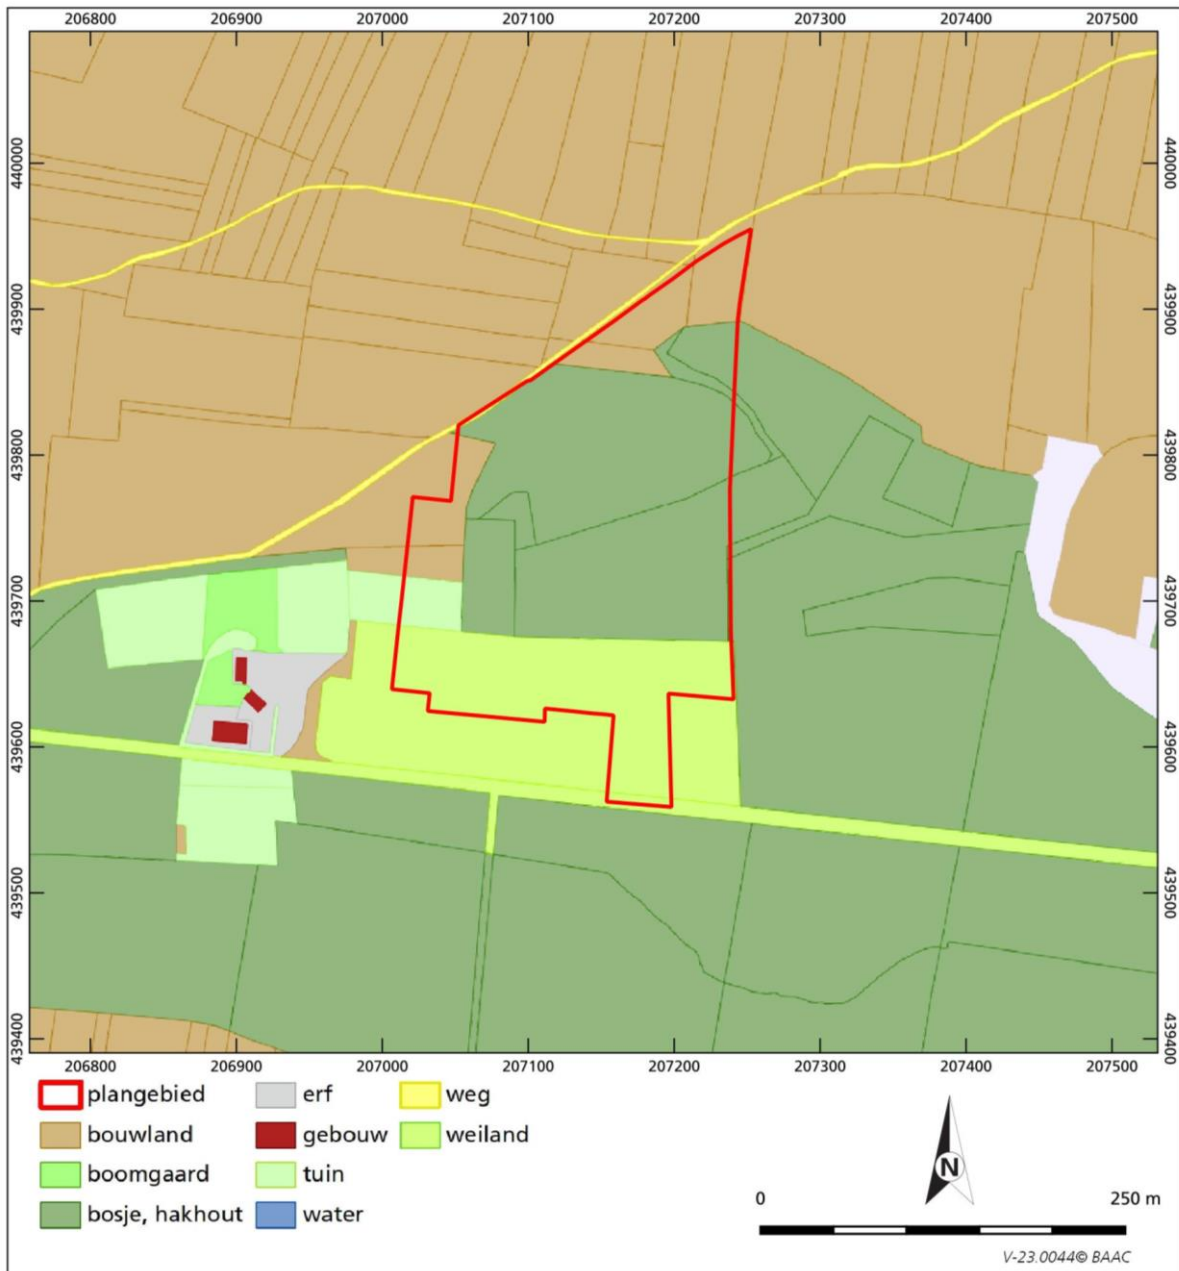 206800 206900 207000 207100 207200 207300 207400 207500
440000 440000
439900 439900
439800 439800
439700 439700
439600 439600
439500 439500
439400 439400
206800 206900 207000 207100 207200 207300 207400 207500
plangebied erf weg
bouwland gebouw weiland
boomgaard tuin
bosje, hakhout water
N
0 250 m
V-23.0044© BAAC